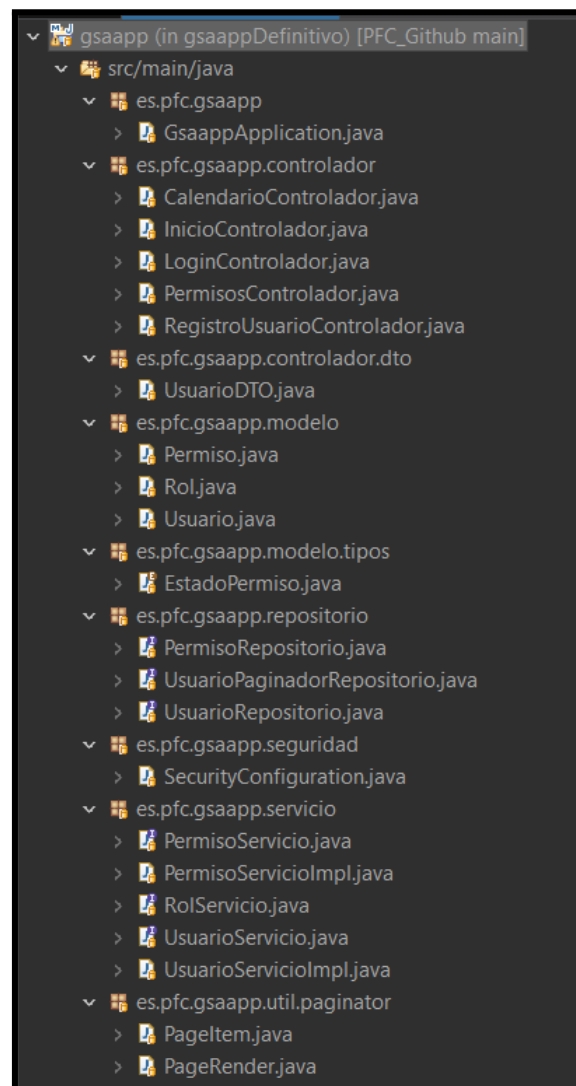 gsaapp (in gsaappDefinitivo) [PFC_Github main]
src/main/java
es.pfc.gsaapp
GsaappApplication.java
es.pfc.gsaapp.controlador
CalendarioControlador.java
InicioControlador.java
LoginControlador.java
PermisosControlador.java
RegistroUsuarioControlador.java
es.pfc.gsaapp.controlador.dto
UsuarioDTO.java
es.pfc.gsaapp.modelo
Permiso.java
Rol.java
Usuario.java
es.pfc.gsaapp.modelo.tipos
EstadoPermiso.java
es.pfc.gsaapp.repositorio
PermisoRepositorio.java
UsuarioPaginadorRepositorio.java
UsuarioRepositorio.java
es.pfc.gsaapp.seguridad
SecurityConfiguration.java
es.pfc.gsaapp.servicio
PermisoServicio.java
PermisoServicioImpl.java
RolServicio.java
UsuarioServicio.java
UsuarioServicioImpl.java
es.pfc.gsaapp.util.paginator
PageItem.java
PageRender.java